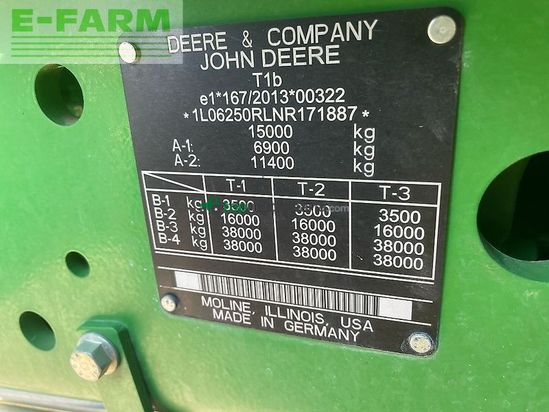 E-FARM
DEERE & COMPANY
JOHN DEERE
T1b
e1*167/2013*00322
*1L06250RLNR171887*
15000 kg
A-1: 6900 kg
A-2: 11400 kg
T-1 T-2 T-3
B-1 kg 3500 3500 3500
B-2 kg 16000 16000 16000
B-3 kg 38000 38000 38000
B-4 kg 38000 38000 38000
MOLINE, ILLINOIS, USA
MADE IN GERMANY